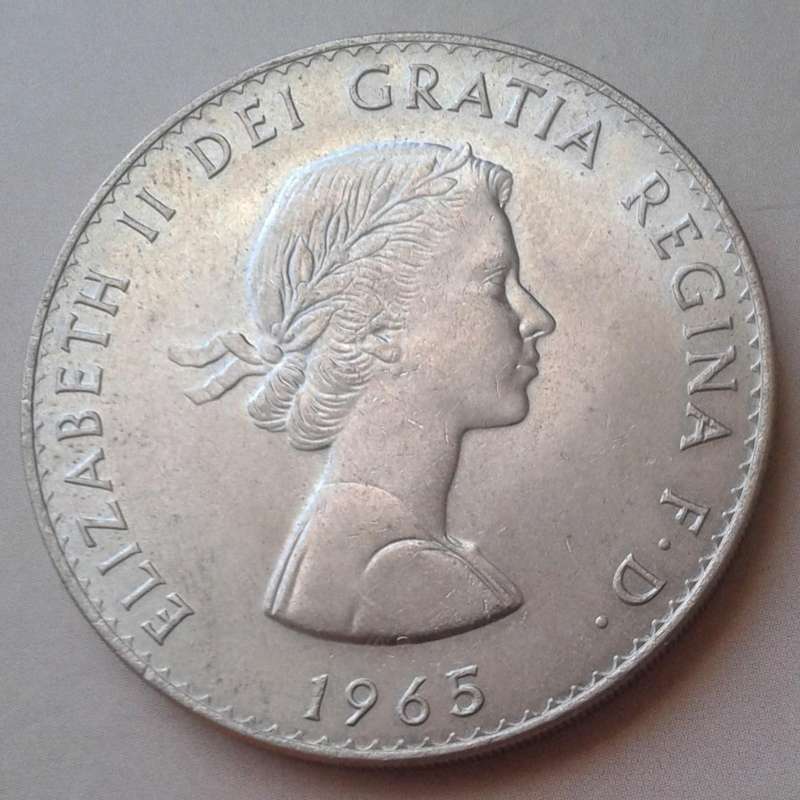 ELIZABETH II DEI GRATIA REGINA F·D·
1965